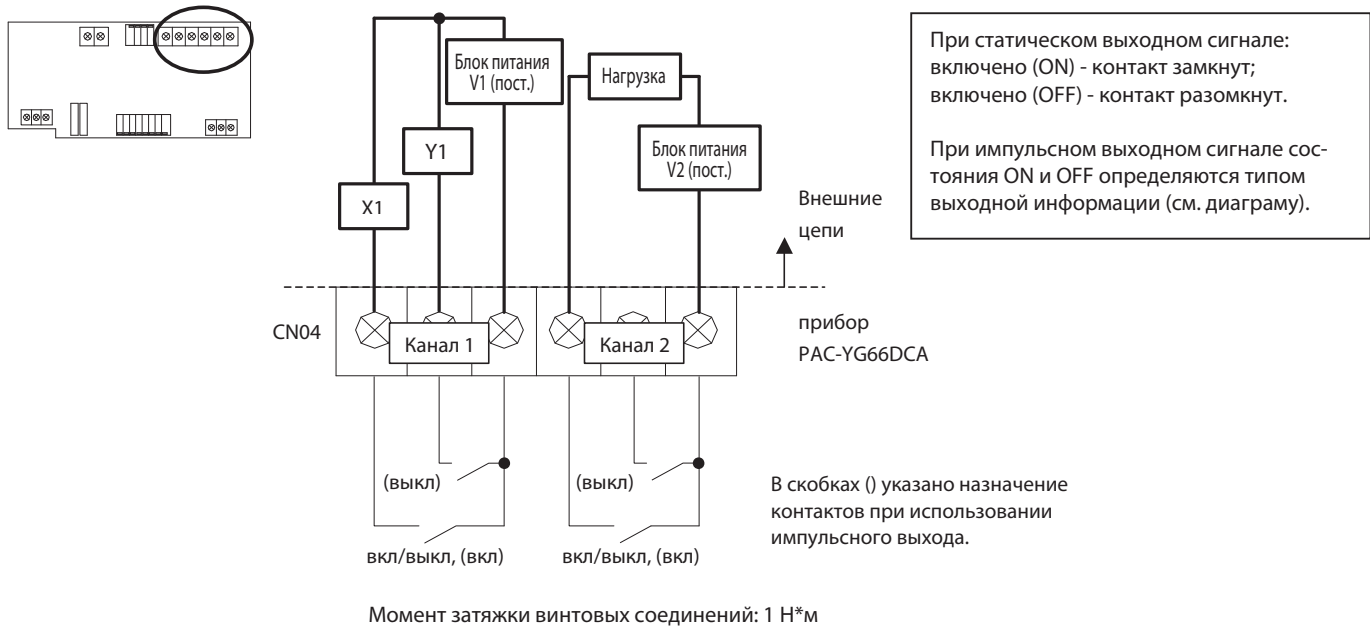 Блок питания
V1 (пост.)
Нагрузка
Y1
Блок питания
V2 (пост.)
X1
Внешние
цепи
При статическом выходном сигнале:
включено (ON) - контакт замкнут;
включено (OFF) - контакт разомкнут.
При импульсном выходном сигнале сос-
тояния ON и OFF определяются типом
выходной информации (см. диаграму).
CN04
Канал 1
Канал 2
прибор
PAC-YG66DCA
(выкл)
(выкл)
вкл/выкл, (вкл)
вкл/выкл, (вкл)
В скобках () указано назначение
контактов при использовании
импульсного выхода.
Момент затяжки винтовых соединений: 1 Н*м